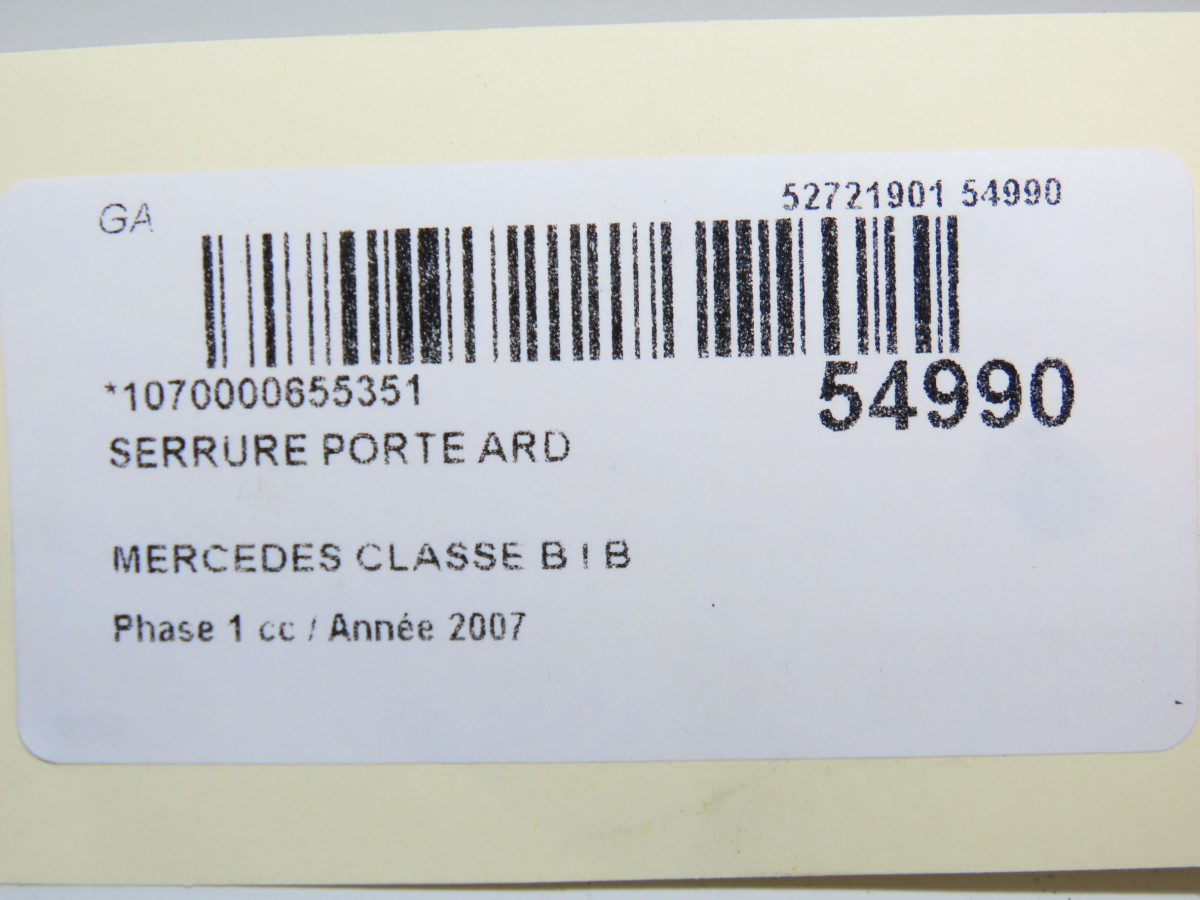 GA
52721901 54990
*1070000655351
54990
SERRURE PORTE ARD
MERCEDES CLASSE B I B
Phase 1 cc / Année 2007